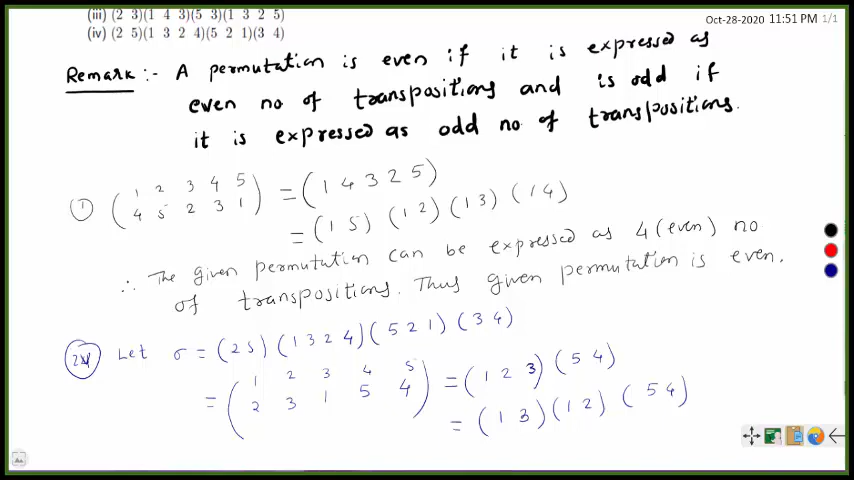 (iii) (2 3)(1 4 3)(5 3)(1 3 2 5)
(iv) (2 5)(1 3 2 4)(5 2 1)(3 4)
Oct-28-2020 11:51 PM 1/1
Remark :- A permutation is even if it is expressed as
even no of transpositions and is odd if
it is expressed as odd no of transpositions.
(1) ( 1 2 3 4 5
4 5 2 3 1 ) = (1 4 3 2 5)
= (1 5) (1 2) (1 3) (1 4)
∴ The given permutation can be expressed as 4 (even) no
of transpositions. Thus given permutation is even.
Let σ = (2 5) (1 3 2 4) (5 2 1) (3 4)
= ( 1 2 3 4 5
2 3 1 5 4 ) = (1 2 3) (5 4)
= (1 3) (1 2) (5 4)